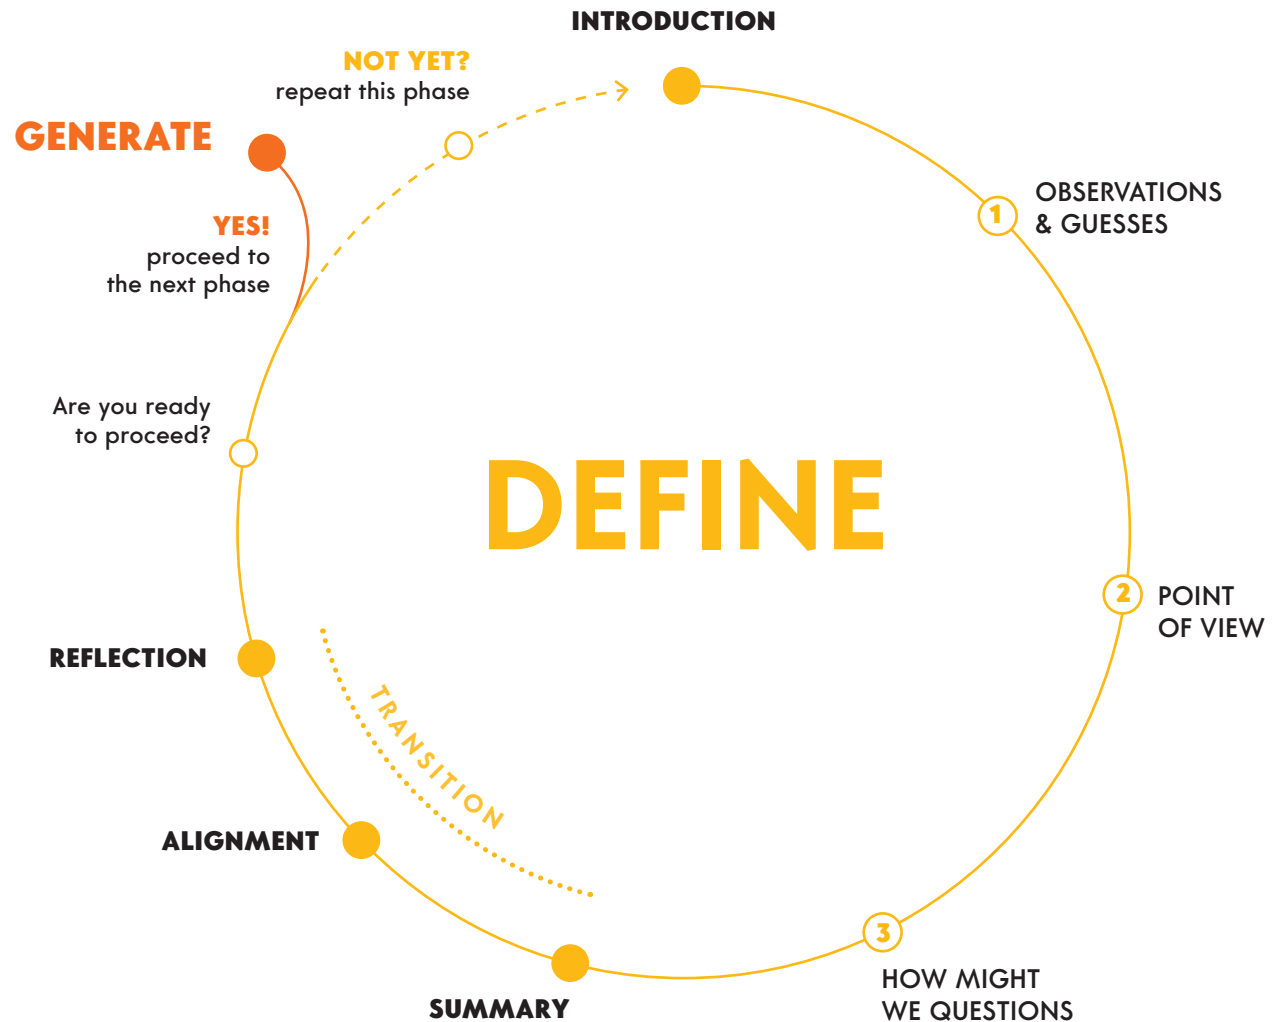 INTRODUCTION
NOT YET?
repeat this phase
GENERATE
YES!
proceed to
the next phase
1
OBSERVATIONS
& GUESSES
Are you ready
to proceed?
DEFINE
2
POINT
OF VIEW
REFLECTION
TRANSITION
ALIGNMENT
3
HOW MIGHT
WE QUESTIONS
SUMMARY